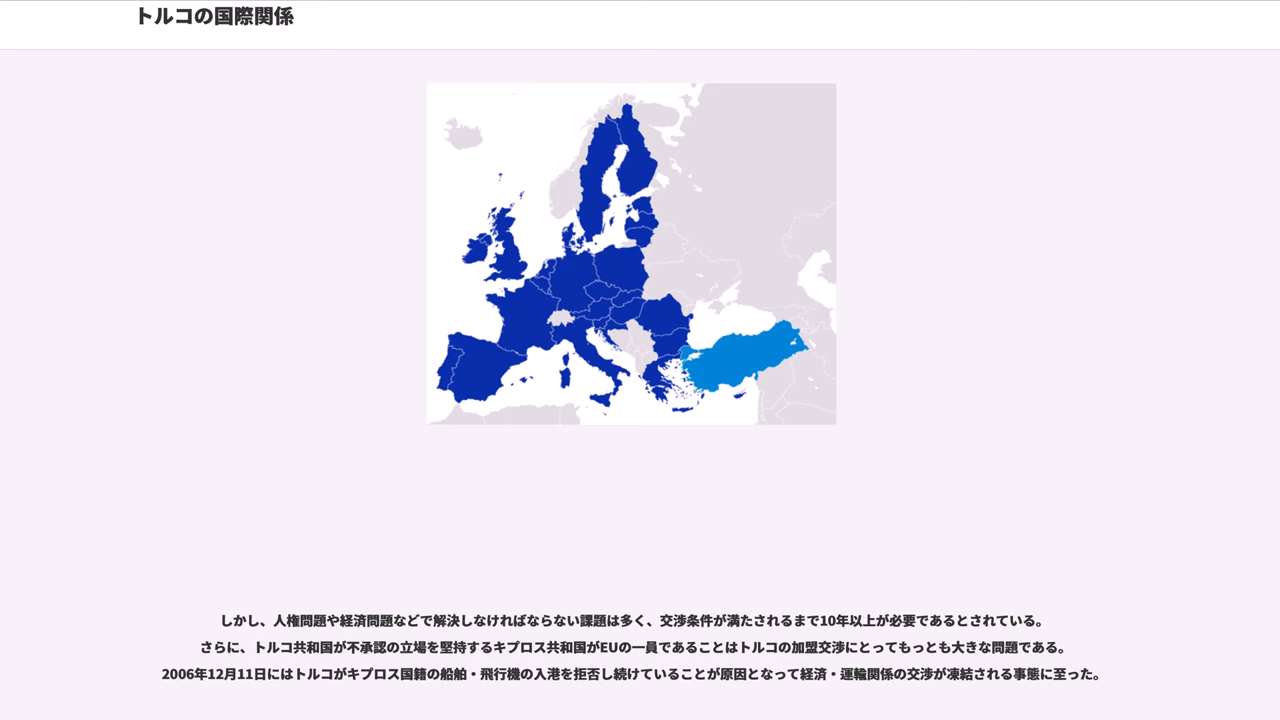 トルコの国際関係
しかし、人権問題や経済問題などで解決しなければならない課題は多く、交渉条件が満たされるまで10年以上が必要であるとされている。
さらに、トルコ共和国が不承認の立場を堅持するキプロス共和国がEUの一員であることはトルコの加盟交渉にとってもっとも大きな問題である。
2006年12月11日にはトルコがキプロス国籍の船舶・飛行機の入港を拒否し続けていることが原因となって経済・運輸関係の交渉が凍結される事態に至った。